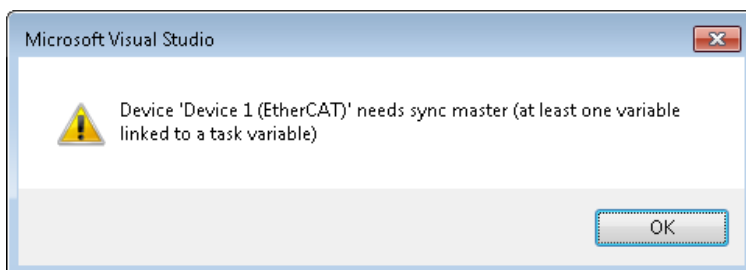 Microsoft Visual Studio
Device 'Device 1 (EtherCAT)' needs sync master (at least one variable
linked to a task variable)
OK